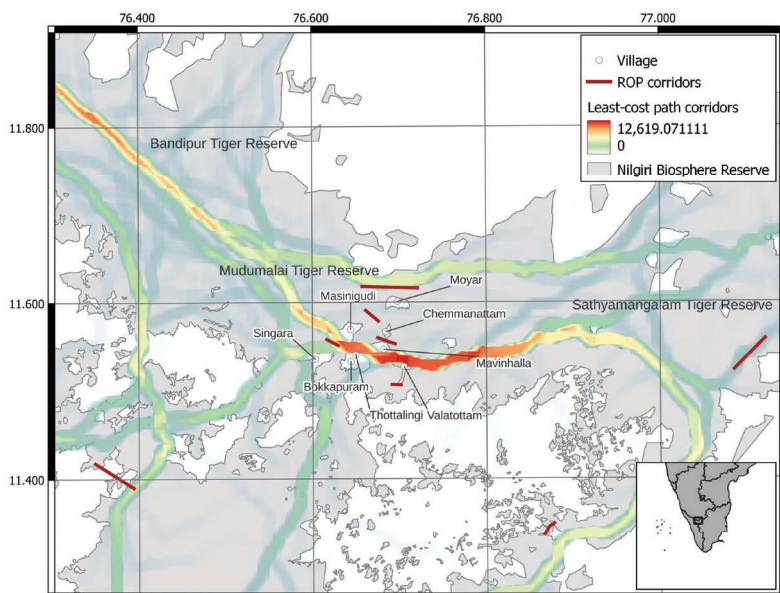 76.400
76.600
76.800
77.000
Village
ROP corridors
Least-cost path corridors
12,619.071111
0
Nilgiri Biosphere Reserve
11.800
Bandipur Tiger Reserve
Mudumalai Tiger Reserve
Moyar
Masinigudi
11.600
Sathyamangalam Tiger Reserve
Chemmanattam
Singara
Mavinhalla
Bokkapuram
Thottalingi
Valatottam
11.400